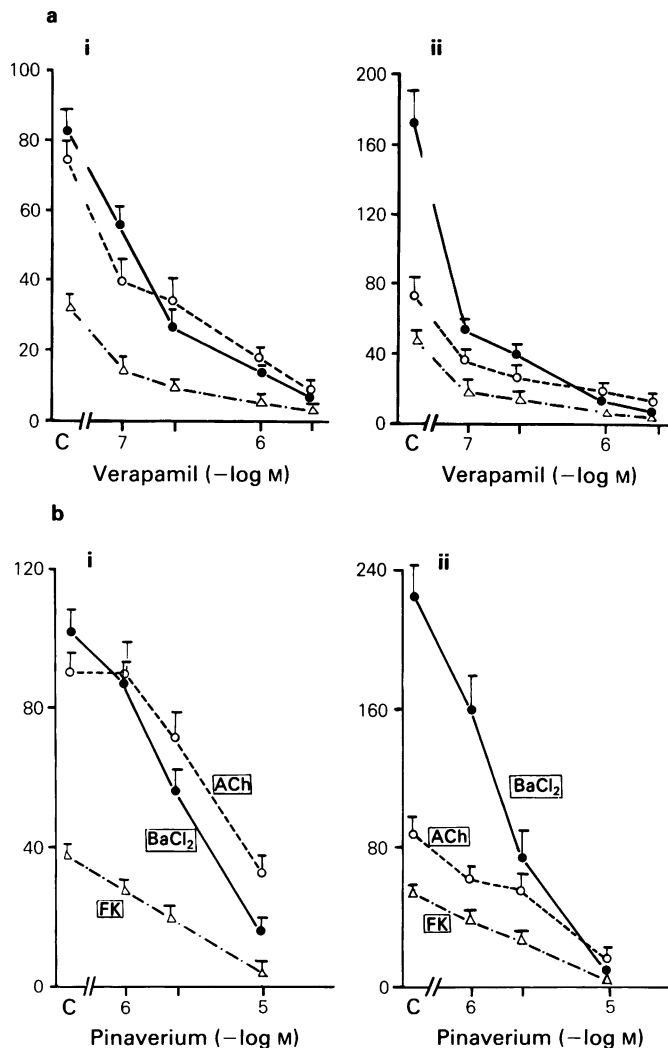 a
i
ii
100
80
60
40
20
0
C
7
6
Verapamil (−log M)
200
160
120
80
40
0
C
7
6
Verapamil (−log M)
b
i
ii
120
80
40
0
C
6
5
Pinaverium (−log M)
ACh
BaCl₂
FK
240
160
80
0
C
6
5
Pinaverium (−log M)
BaCl₂
ACh
FK